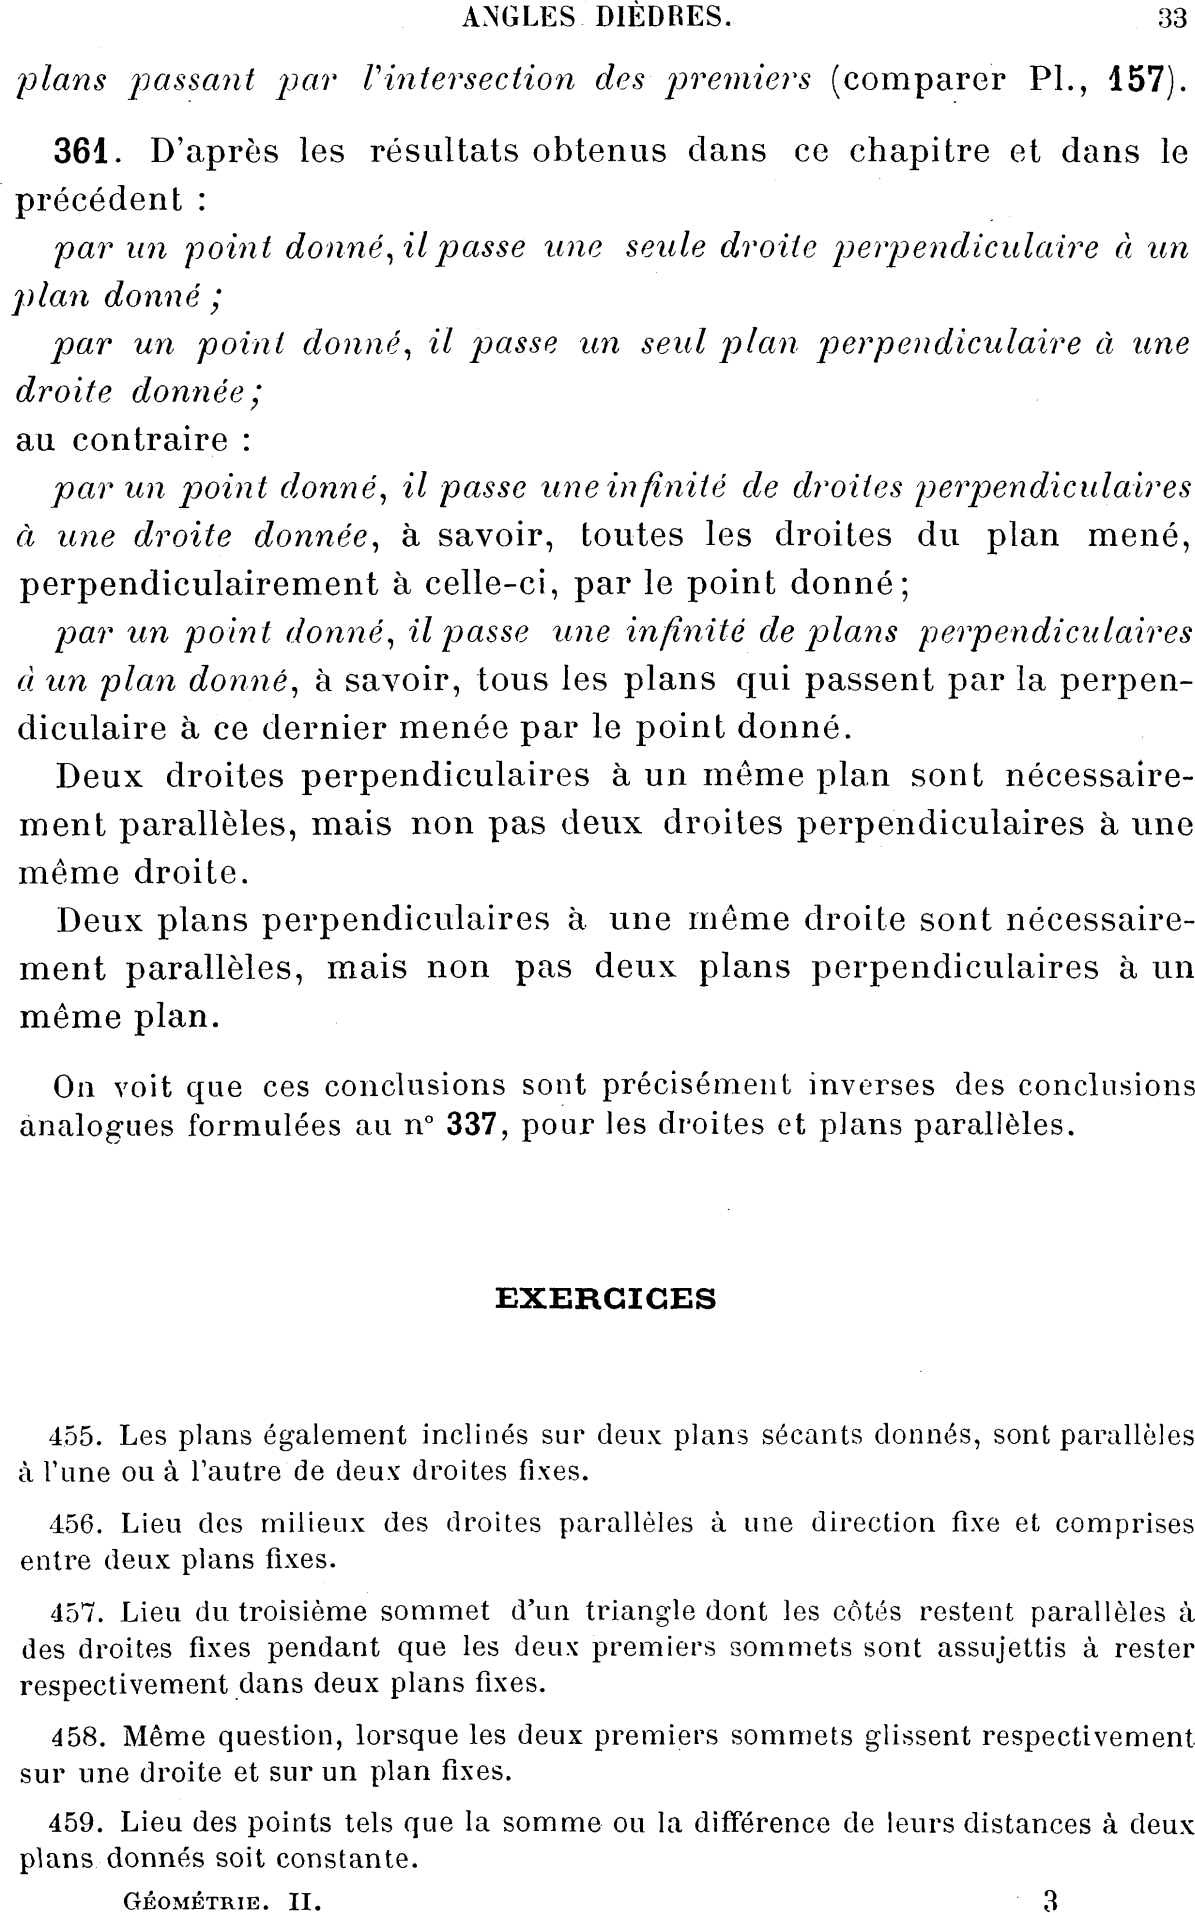 ANGLES DIÈDRES. 33
plans passant par l'intersection des premiers (comparer Pl., 157).
361. D'après les résultats obtenus dans ce chapitre et dans le
précédent :
par un point donné, il passe une seule droite perpendiculaire à un
plan donné ;
par un point donné, il passe un seul plan perpendiculaire à une
droite donnée ;
au contraire :
par un point donné, il passe une infinité de droites perpendiculaires
à une droite donnée, à savoir, toutes les droites du plan mené,
perpendiculairement à celle-ci, par le point donné ;
par un point donné, il passe une infinité de plans perpendiculaires
à un plan donné, à savoir, tous les plans qui passent par la perpen-
diculaire à ce dernier menée par le point donné.
Deux droites perpendiculaires à un même plan sont nécessaire-
ment parallèles, mais non pas deux droites perpendiculaires à une
même droite.
Deux plans perpendiculaires à une même droite sont nécessaire-
ment parallèles, mais non pas deux plans perpendiculaires à un
même plan.
On voit que ces conclusions sont précisément inverses des conclusions
analogues formulées au n° 337, pour les droites et plans parallèles.
EXERCICES
455. Les plans également inclinés sur deux plans sécants donnés, sont parallèles
à l'une ou à l'autre de deux droites fixes.
456. Lieu des milieux des droites parallèles à une direction fixe et comprises
entre deux plans fixes.
457. Lieu du troisième sommet d'un triangle dont les côtés restent parallèles à
des droites fixes pendant que les deux premiers sommets sont assujettis à rester
respectivement dans deux plans fixes.
458. Même question, lorsque les deux premiers sommets glissent respectivement
sur une droite et sur un plan fixes.
459. Lieu des points tels que la somme ou la différence de leurs distances à deux
plans donnés soit constante.
GÉOMÉTRIE. II. 3